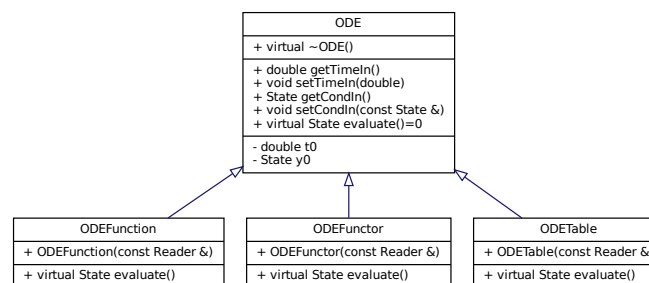 ODE
+ virtual ~ODE()
+ double getTimeIn()
+ void setTimeIn(double)
+ State getCondIn()
+ void setCondIn(const State &)
+ virtual State evaluate()=0
- double t0
- State y0
ODEFunction
+ ODEFunction(const Reader &)
+ virtual State evaluate()
ODEFunctor
+ ODEFunctor(const Reader &)
+ virtual State evaluate()
ODETable
+ ODETable(const Reader &
+ virtual State evaluate()